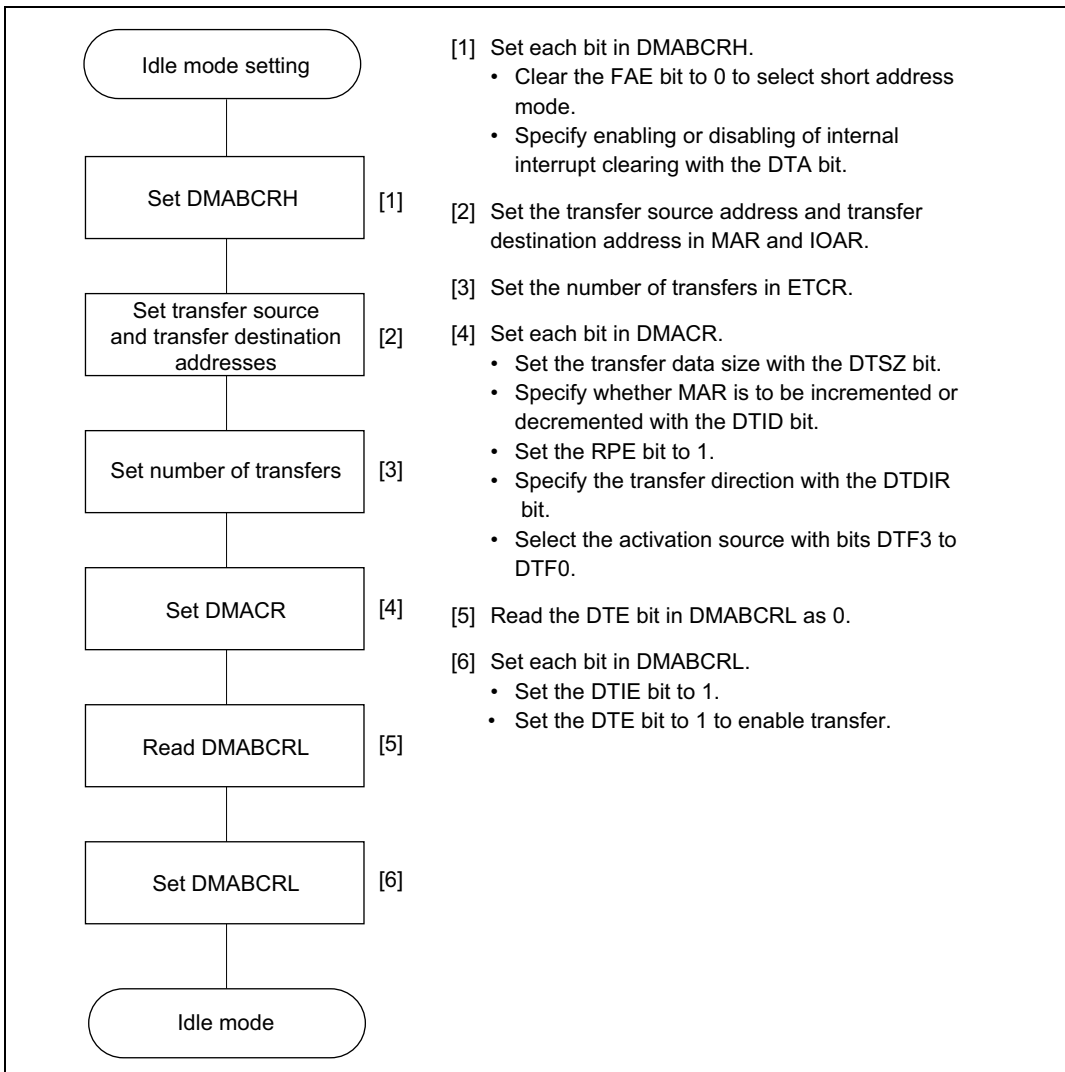 Idle mode setting
Set DMABCRH
[1]
Set transfer source
and transfer destination
addresses
[2]
Set number of transfers
[3]
Set DMACR
[4]
Read DMABCRL
[5]
Set DMABCRL
[6]
Idle mode
[1] Set each bit in DMABCRH.
• Clear the FAE bit to 0 to select short address
mode.
• Specify enabling or disabling of internal
interrupt clearing with the DTA bit.
[2] Set the transfer source address and transfer
destination address in MAR and IOAR.
[3] Set the number of transfers in ETCR.
[4] Set each bit in DMACR.
• Set the transfer data size with the DTSZ bit.
• Specify whether MAR is to be incremented or
decremented with the DTID bit.
• Set the RPE bit to 1.
• Specify the transfer direction with the DTDIR
bit.
• Select the activation source with bits DTF3 to
DTF0.
[5] Read the DTE bit in DMABCRL as 0.
[6] Set each bit in DMABCRL.
• Set the DTIE bit to 1.
• Set the DTE bit to 1 to enable transfer.